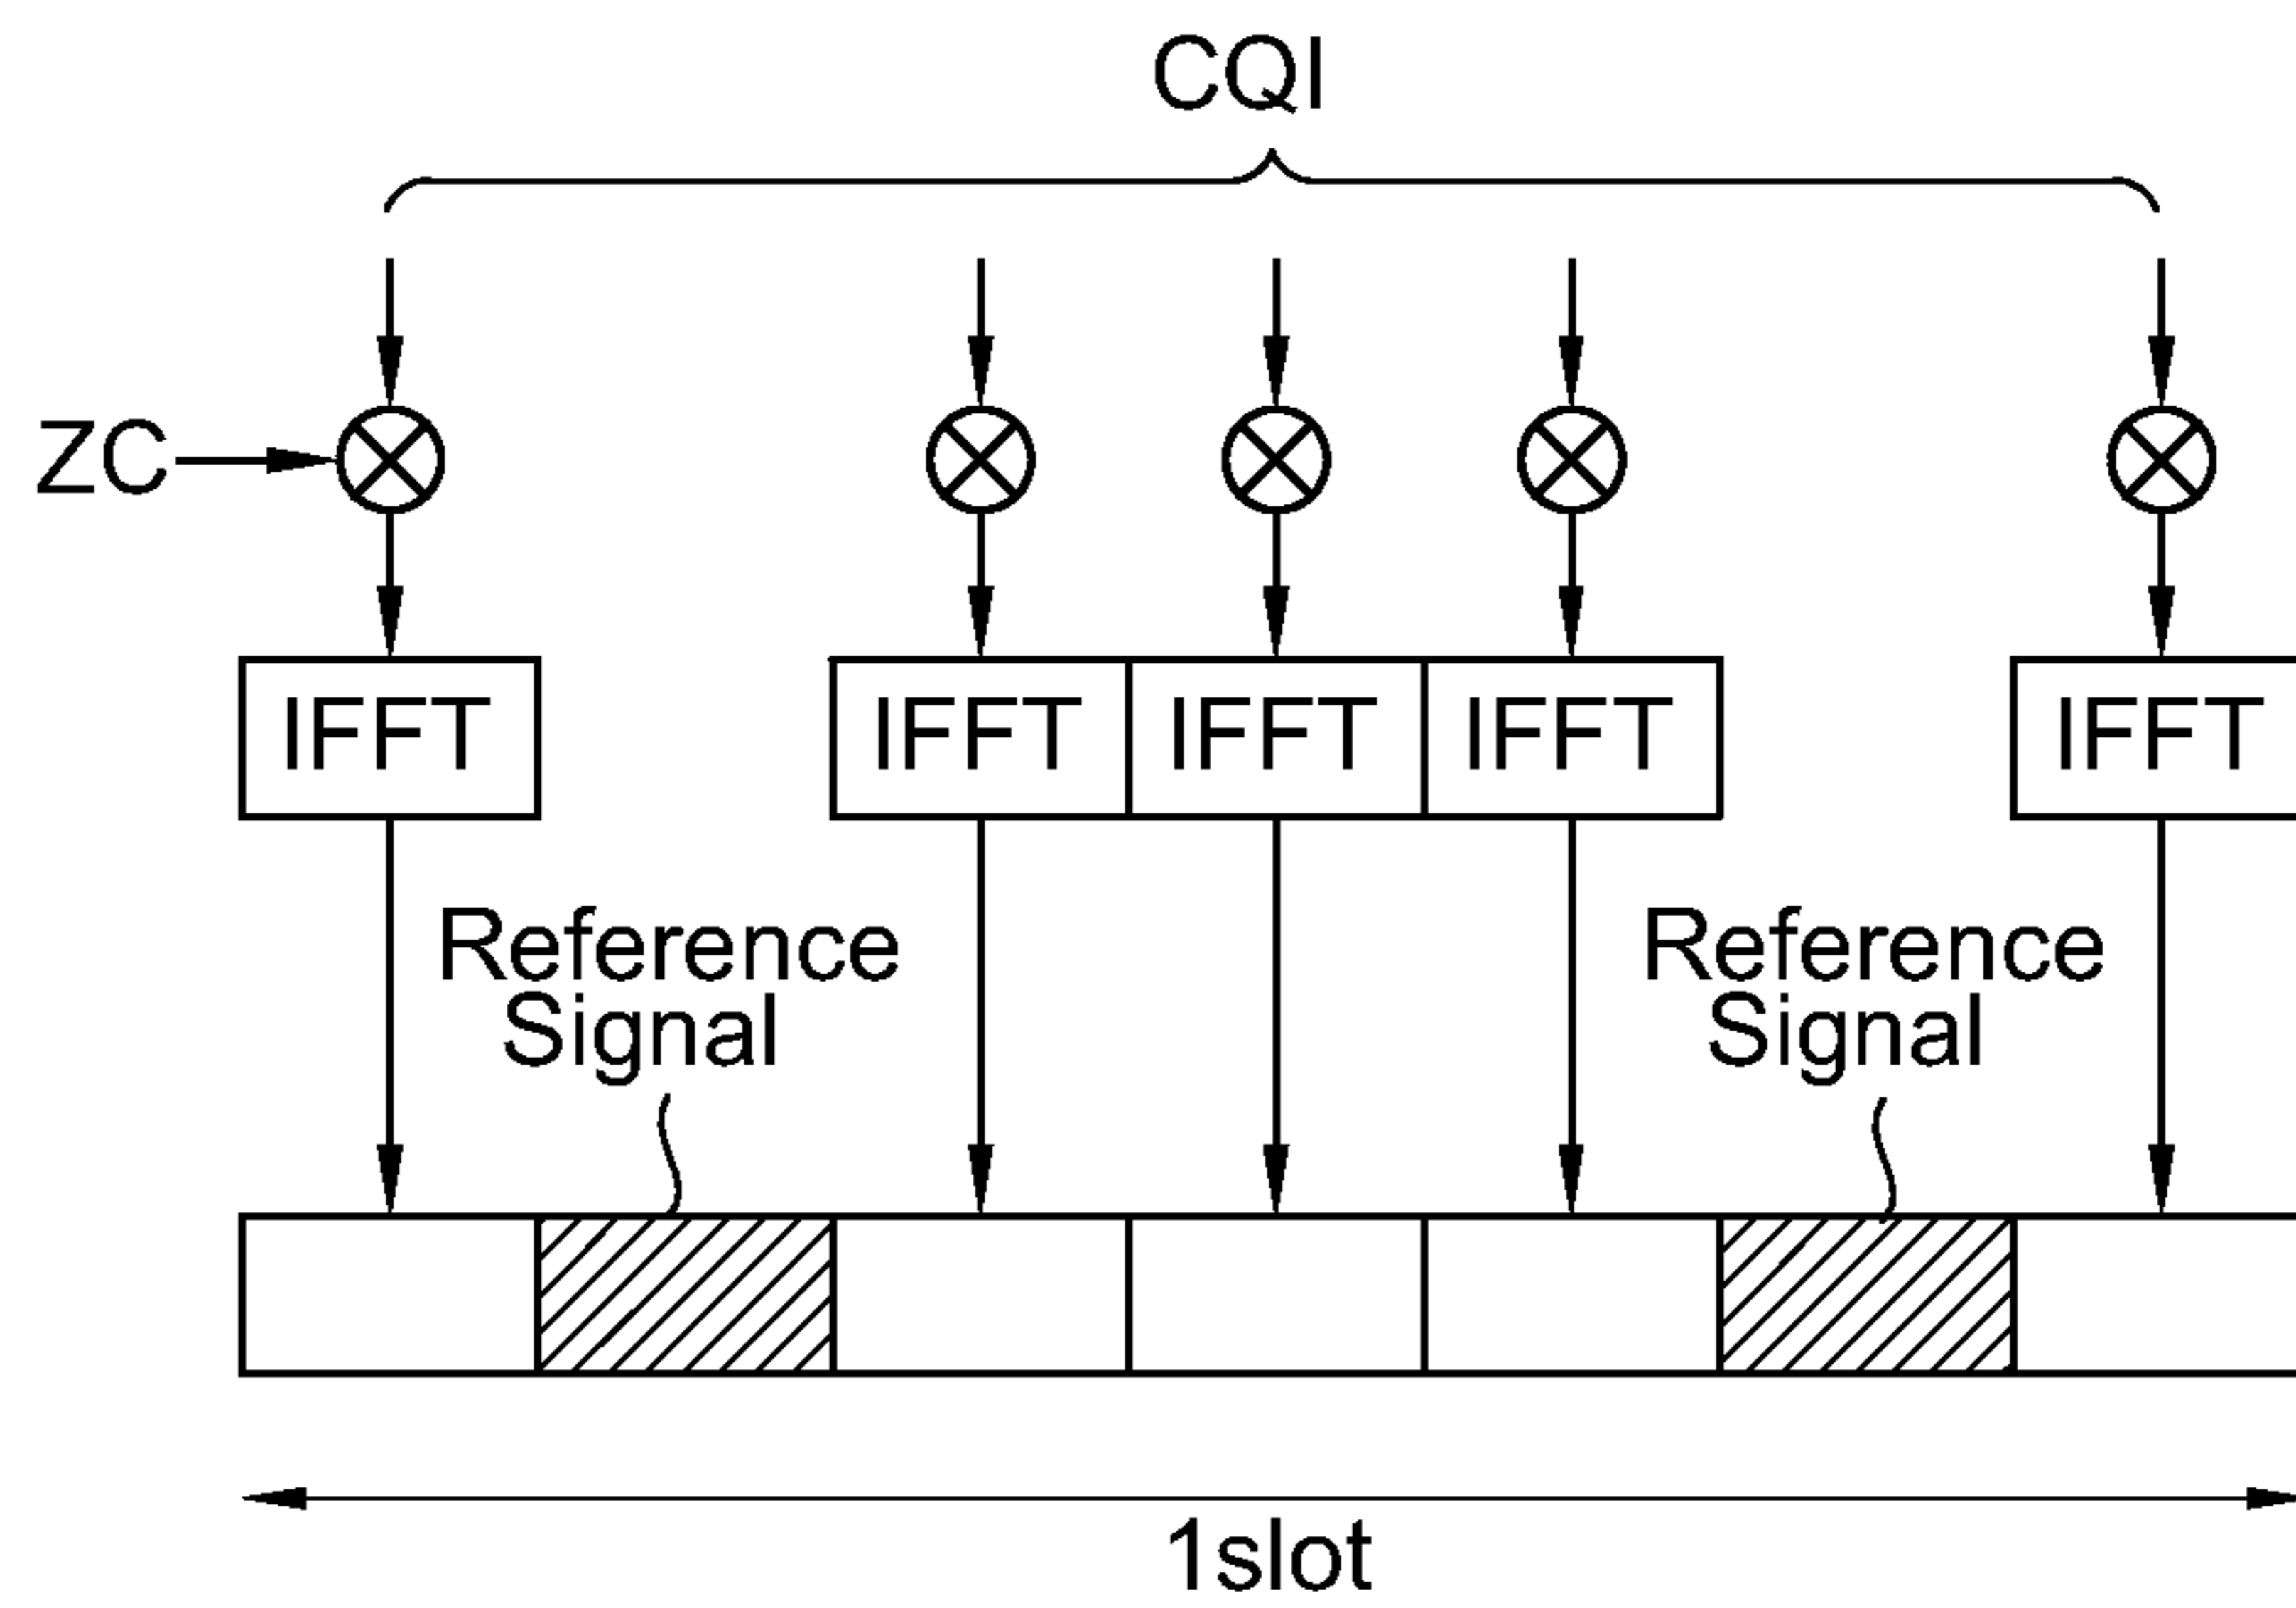 CQI
ZC
IFFT IFFT IFFT IFFT IFFT
Reference
Signal
Reference
Signal
1slot